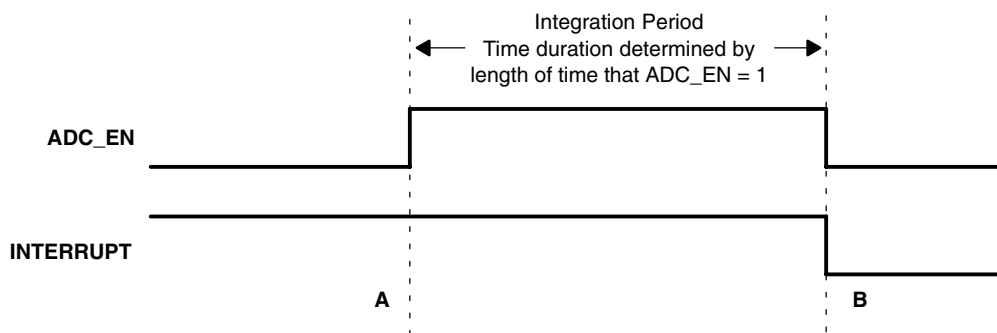 Integration Period
Time duration determined by
length of time that ADC_EN = 1
ADC_EN
INTERRUPT
A
B